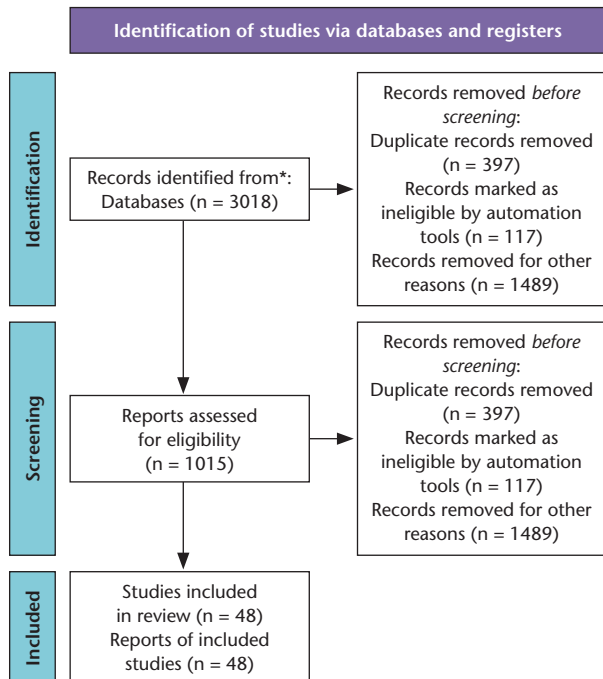 Identification of studies via databases and registers
Identification
Records identified from*:
Databases (n = 3018)
Records removed before
screening:
Duplicate records removed
(n = 397)
Records marked as
ineligible by automation
tools (n = 117)
Records removed for other
reasons (n = 1489)
Screening
Reports assessed
for eligibility
(n = 1015)
Records removed before
screening:
Duplicate records removed
(n = 397)
Records marked as
ineligible by automation
tools (n = 117)
Records removed for other
reasons (n = 1489)
Included
Studies included
in review (n = 48)
Reports of included
studies (n = 48)